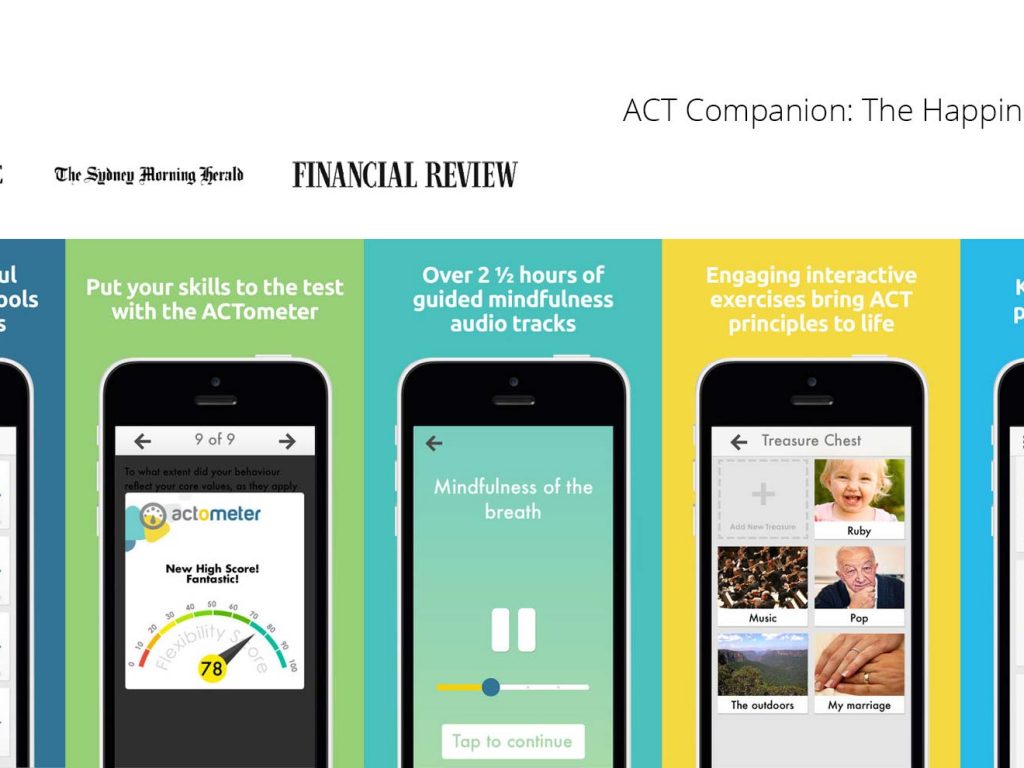 ACT Companion: The Happin
The Sydney Morning Herald
FINANCIAL REVIEW
ul
ools
s
Put your skills to the test
with the ACTometer
9 of 9
To what extent did your behaviour
reflect your core values, as they apply
actometer
New High Score!
Fantastic!
0 10 20 30 40 50 60 70 80 90 100
Flexibility Score
78
Over 2 ½ hours of
guided mindfulness
audio tracks
Mindfulness of the
breath
Tap to continue
Engaging interactive
exercises bring ACT
principles to life
Treasure Chest
Add New Treasure
Ruby
Music
Pop
The outdoors
My marriage
K
p